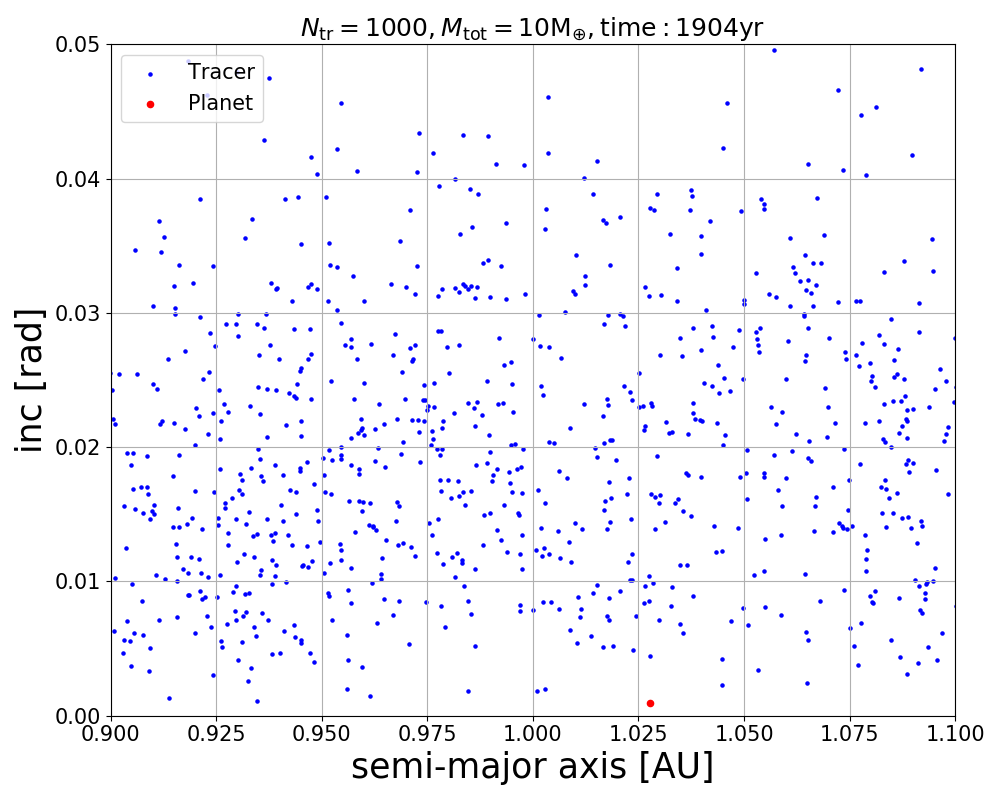 N_tr = 1000, M_tot = 10M_⊕, time : 1904yr
Tracer
Planet
inc [rad]
0.05
0.04
0.03
0.02
0.01
0.00
0.900 0.925 0.950 0.975 1.000 1.025 1.050 1.075 1.100
semi-major axis [AU]